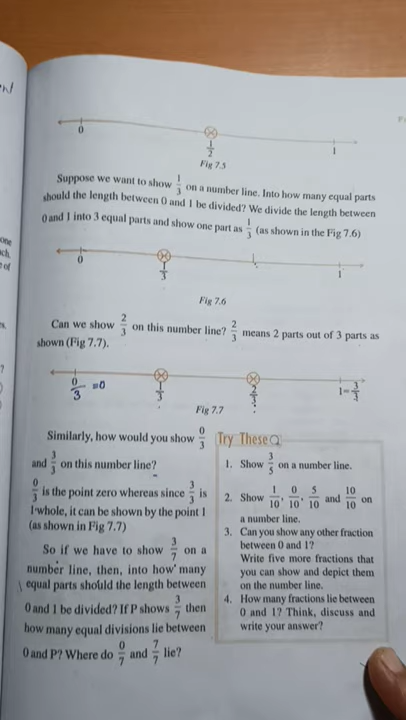 0
1/2
1
Fig 7.5
Suppose we want to show 1/3 on a number line. Into how many equal parts
should the length between 0 and 1 be divided? We divide the length between
0 and 1 into 3 equal parts and show one part as 1/3 (as shown in the Fig 7.6)
0
1/3
1
Fig 7.6
Can we show 2/3 on this number line? 2/3 means 2 parts out of 3 parts as
shown (Fig 7.7).
0/3 =0
1/3
2/3
1=3/3
Fig 7.7
Similarly, how would you show 0/3
and 3/3 on this number line?
0/3 is the point zero whereas since 3/3 is
1 whole, it can be shown by the point 1
(as shown in Fig 7.7)
So if we have to show 3/7 on a
number line, then, into how many
equal parts should the length between
0 and 1 be divided? If P shows 3/7 then
how many equal divisions lie between
0 and P? Where do 0/7 and 7/7 lie?
Try These
1. Show 3/5 on a number line.
2. Show 1/10, 0/10, 5/10 and 10/10 on
a number line.
3. Can you show any other fraction
between 0 and 1?
Write five more fractions that
you can show and depict them
on the number line.
4. How many fractions lie between
0 and 1? Think, discuss and
write your answer?